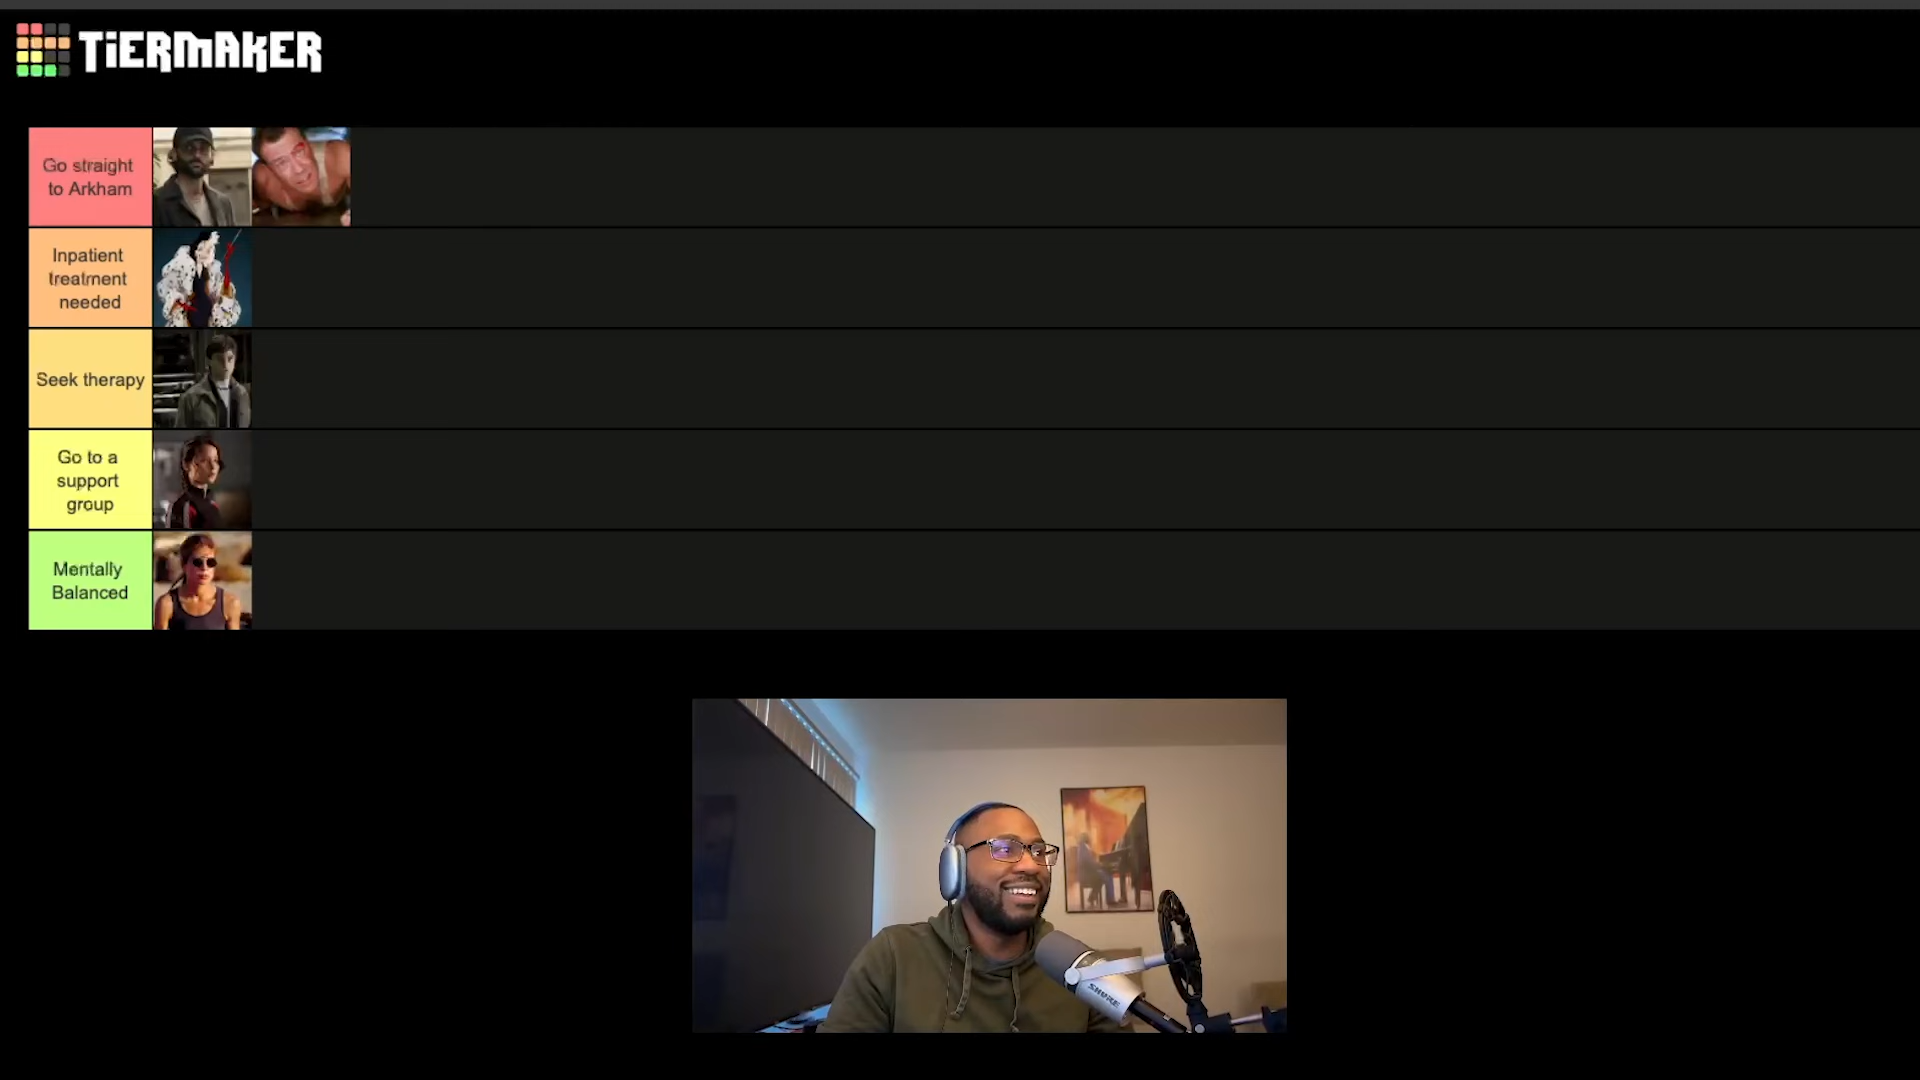 TiERMAKER
Go straight
to Arkham
Inpatient
treatment
needed
Seek therapy
Go to a
support
group
Mentally
Balanced
SHURE